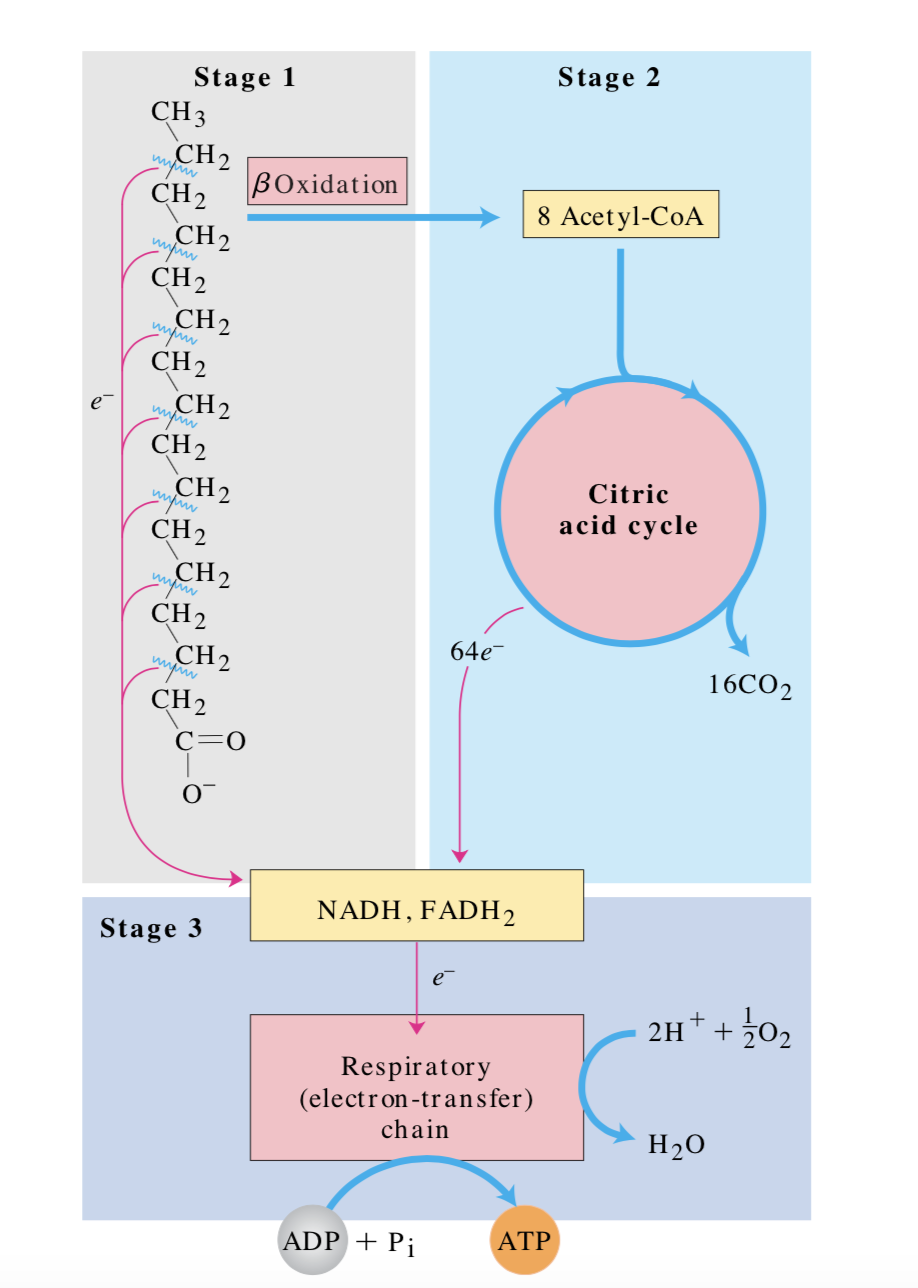 Stage 1
CH₃
CH₂
CH₂
CH₂
CH₂
CH₂
CH₂
CH₂
CH₂
CH₂
CH₂
CH₂
CH₂
CH₂
CH₂
C=O
O⁻
e⁻
β Oxidation
Stage 2
8 Acetyl-CoA
Citric
acid cycle
64e⁻
16CO₂
Stage 3
NADH, FADH₂
e⁻
Respiratory
(electron-transfer)
chain
2H⁺ + ½O₂
H₂O
ADP + Pᵢ
ATP